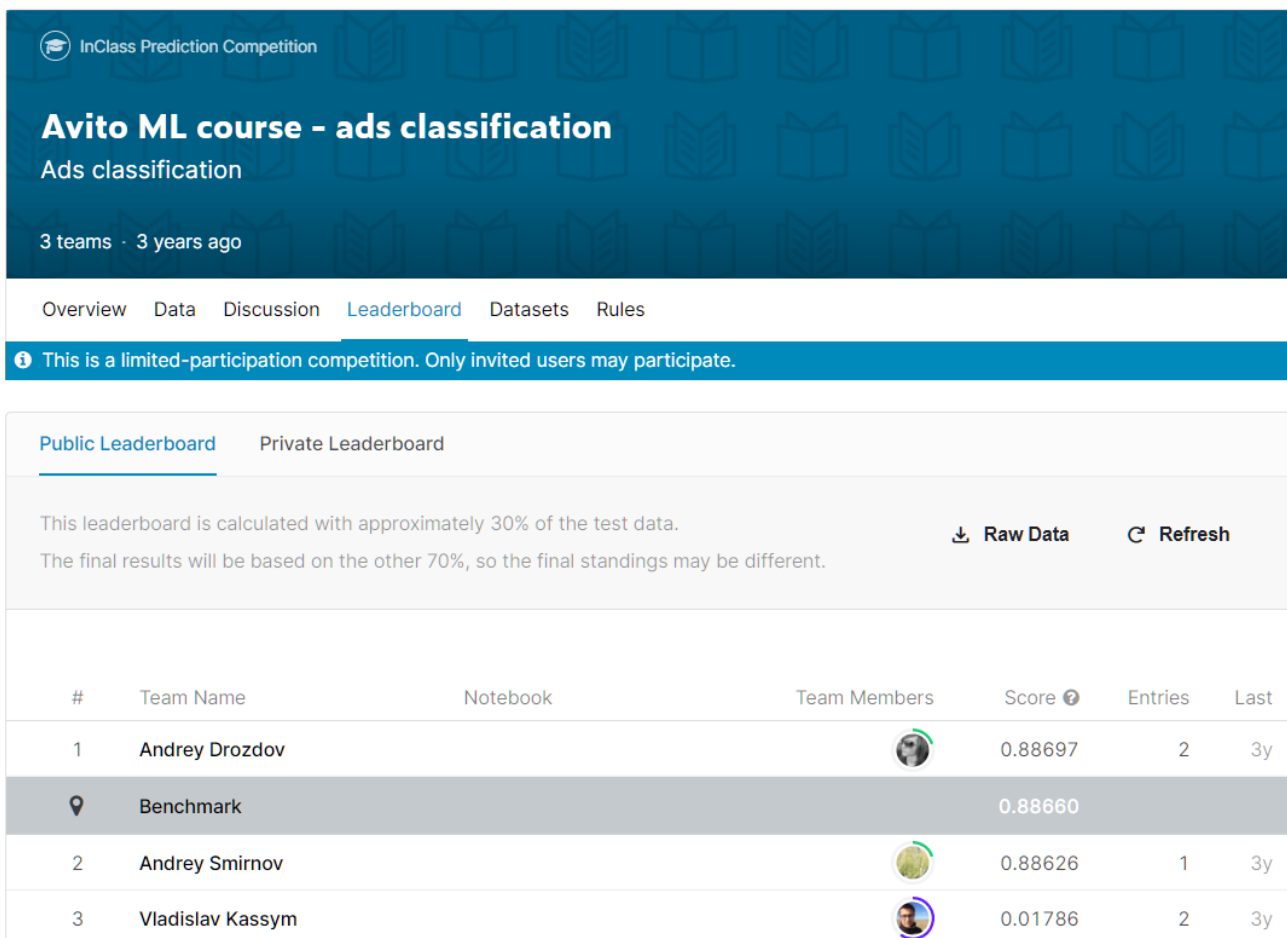 InClass Prediction Competition
Avito ML course - ads classification
Ads classification
3 teams · 3 years ago
Overview Data Discussion Leaderboard Datasets Rules
This is a limited-participation competition. Only invited users may participate.
Public Leaderboard Private Leaderboard
This leaderboard is calculated with approximately 30% of the test data.
The final results will be based on the other 70%, so the final standings may be different.
Raw Data Refresh
# Team Name Notebook Team Members Score Entries Last
1 Andrey Drozdov 0.88697 2 3y
Benchmark 0.88660
2 Andrey Smirnov 0.88626 1 3y
3 Vladislav Kassym 0.01786 2 3y